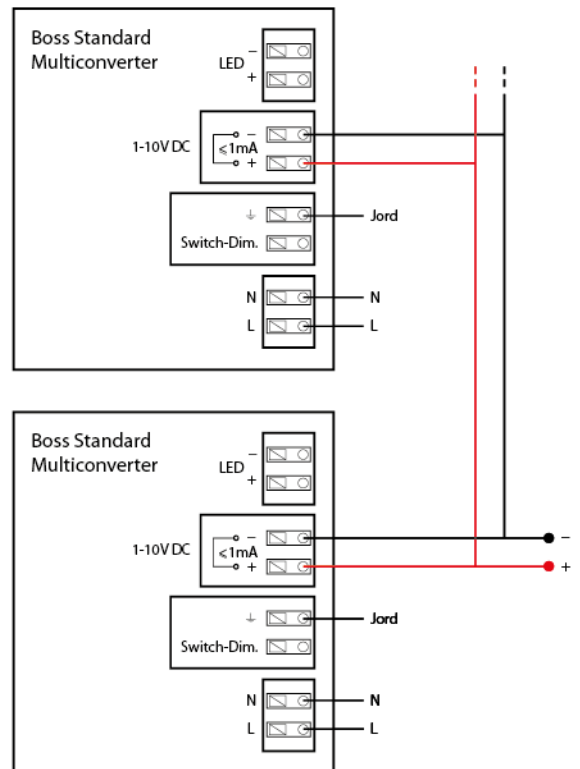 Boss Standard
Multiconverter
LED −
+
1-10V DC
−
≤1mA
+
⏚ Jord
Switch-Dim.
N N
L L
Boss Standard
Multiconverter
LED −
+
1-10V DC
− −
≤1mA
+ +
⏚ Jord
Switch-Dim.
N N
L L